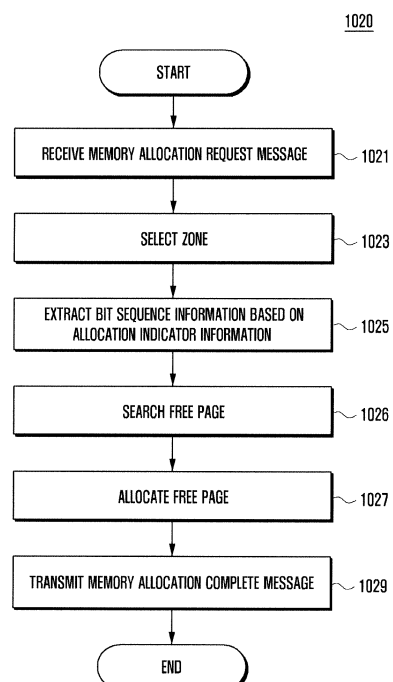 1020
START
RECEIVE MEMORY ALLOCATION REQUEST MESSAGE
1021
SELECT ZONE
1023
EXTRACT BIT SEQUENCE INFORMATION BASED ON
ALLOCATION INDICATOR INFORMATION
1025
SEARCH FREE PAGE
1026
ALLOCATE FREE PAGE
1027
TRANSMIT MEMORY ALLOCATION COMPLETE MESSAGE
1029
END